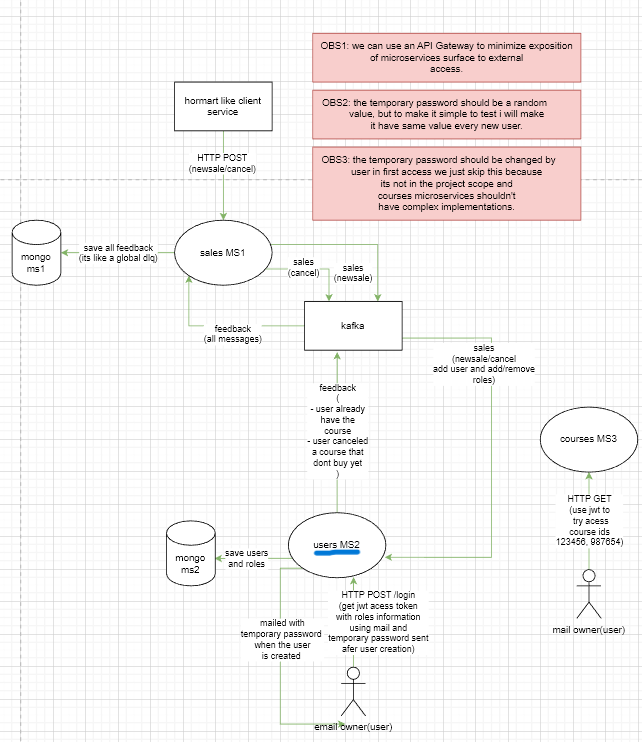 OBS1: we can use an API Gateway to minimize exposition
of microservices surface to external
access.
hormart like client
service
OBS2: the temporary password should be a random
value, but to make it simple to test i will make
it have same value every new user.
HTTP POST
(newsale/cancel)
OBS3: the temporary password should be changed by
user in first access we just skip this because
its not in the project scope and
courses microservices shouldn't
have complex implementations.
mongo
ms1
save all feedback
(its like a global dlq)
sales MS1
sales
(cancel)
sales
(newsale)
feedback
(all messages)
kafka
sales
(newsale/cancel
add user and add/remove
roles)
feedback
(
- user already
have the
course
- user canceled
a course that
dont buy yet
)
courses MS3
HTTP GET
(use jwt to
try acess
course ids
123456, 987654)
mongo
ms2
save users
and roles
users MS2
mailed with
temporary password
when the user
is created
HTTP POST /login
(get jwt acess token
with roles information
using mail and
temporary password sent
afer user creation)
mail owner(user)
email owner(user)